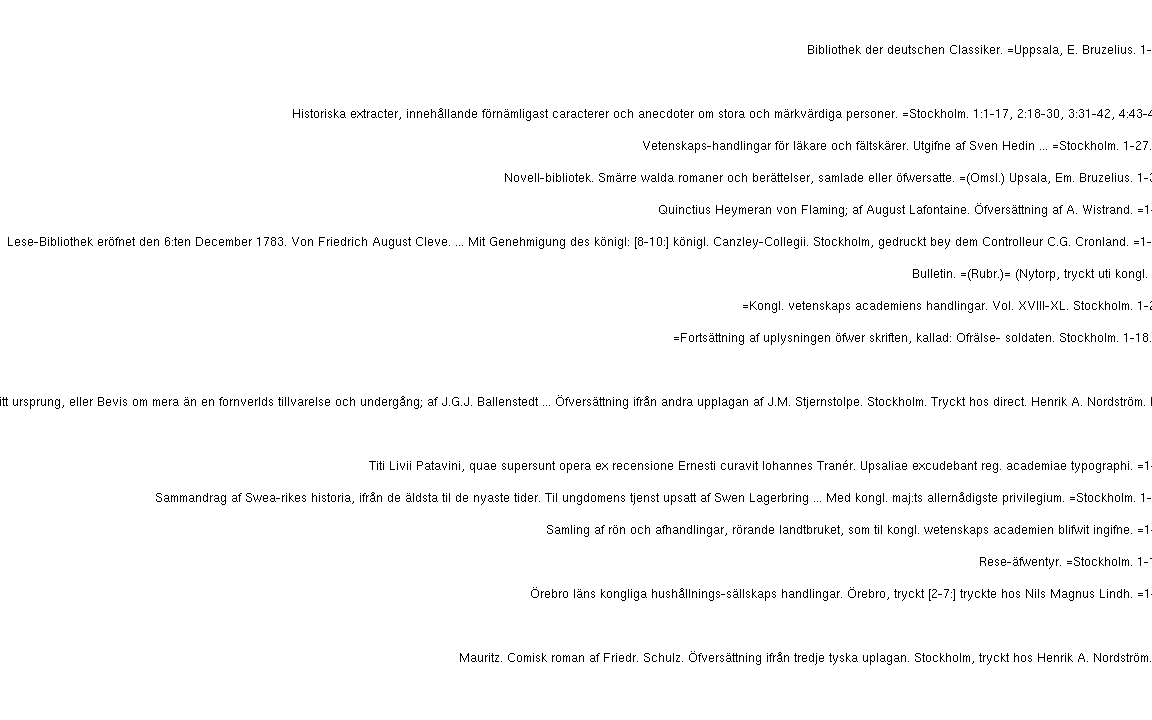 Bibliothek der deutschen Classiker. =Uppsala, E. Bruzelius. 1-
Historiska extracter, innehållande förnämligast caracterer och anecdoter om stora och märkvärdiga personer. =Stockholm. 1:1-17, 2:18-30, 3:31-42, 4:43-
Vetenskaps-handlingar för läkare och fältskärer. Utgifne af Sven Hedin ... =Stockholm. 1-27.
Novell-bibliotek. Smärre walda romaner och berättelser, samlade eller öfwersatte. =(Omsl.) Upsala, Em. Bruzelius. 1-
Quinctius Heymeran von Flaming; af August Lafontaine. Öfversättning af A. Wistrand. =1-
Lese-Bibliothek eröfnet den 6:ten December 1783. Von Friedrich August Cleve. ... Mit Genehmigung des königl: [8-10:] königl. Canzley-Collegii. Stockholm, gedruckt bey dem Controlleur C.G. Cronland. =1-
Bulletin. =(Rubr.)= (Nytorp, tryckt uti kongl.
=Kongl. vetenskaps academiens handlingar. Vol. XVIII-XL. Stockholm. 1-
=Fortsättning af uplysningen öfwer skriften, kallad: Ofrälse- soldaten. Stockholm. 1-18.
itt ursprung, eller Bevis om mera än en fornverlds tillvarelse och undergång; af J.G.J. Ballenstedt ... Öfversättning ifrån andra upplagan af J.M. Stjernstolpe. Stockholm. Tryckt hos direct. Henrik A. Nordström.
Titi Livii Patavini, quae supersunt opera ex recensione Ernesti curavit Iohannes Tranér. Upsaliae excudebant reg. academiae typographi. =1-
Sammandrag af Swea-rikes historia, ifrån de äldsta til de nyaste tider. Til ungdomens tjenst upsatt af Swen Lagerbring ... Med kongl. maj:ts allernådigste privilegium. =Stockholm. 1-
Samling af rön och afhandlingar, rörande landtbruket, som til kongl. wetenskaps academien blifwit ingifne. =1-
Rese-äfwentyr. =Stockholm. 1-
Örebro läns kongliga hushållnings-sällskaps handlingar. Örebro, tryckt [2-7:] tryckte hos Nils Magnus Lindh. =1-
Mauritz. Comisk roman af Friedr. Schulz. Öfversättning ifrån tredje tyska uplagan. Stockholm, tryckt hos Henrik A. Nordström.